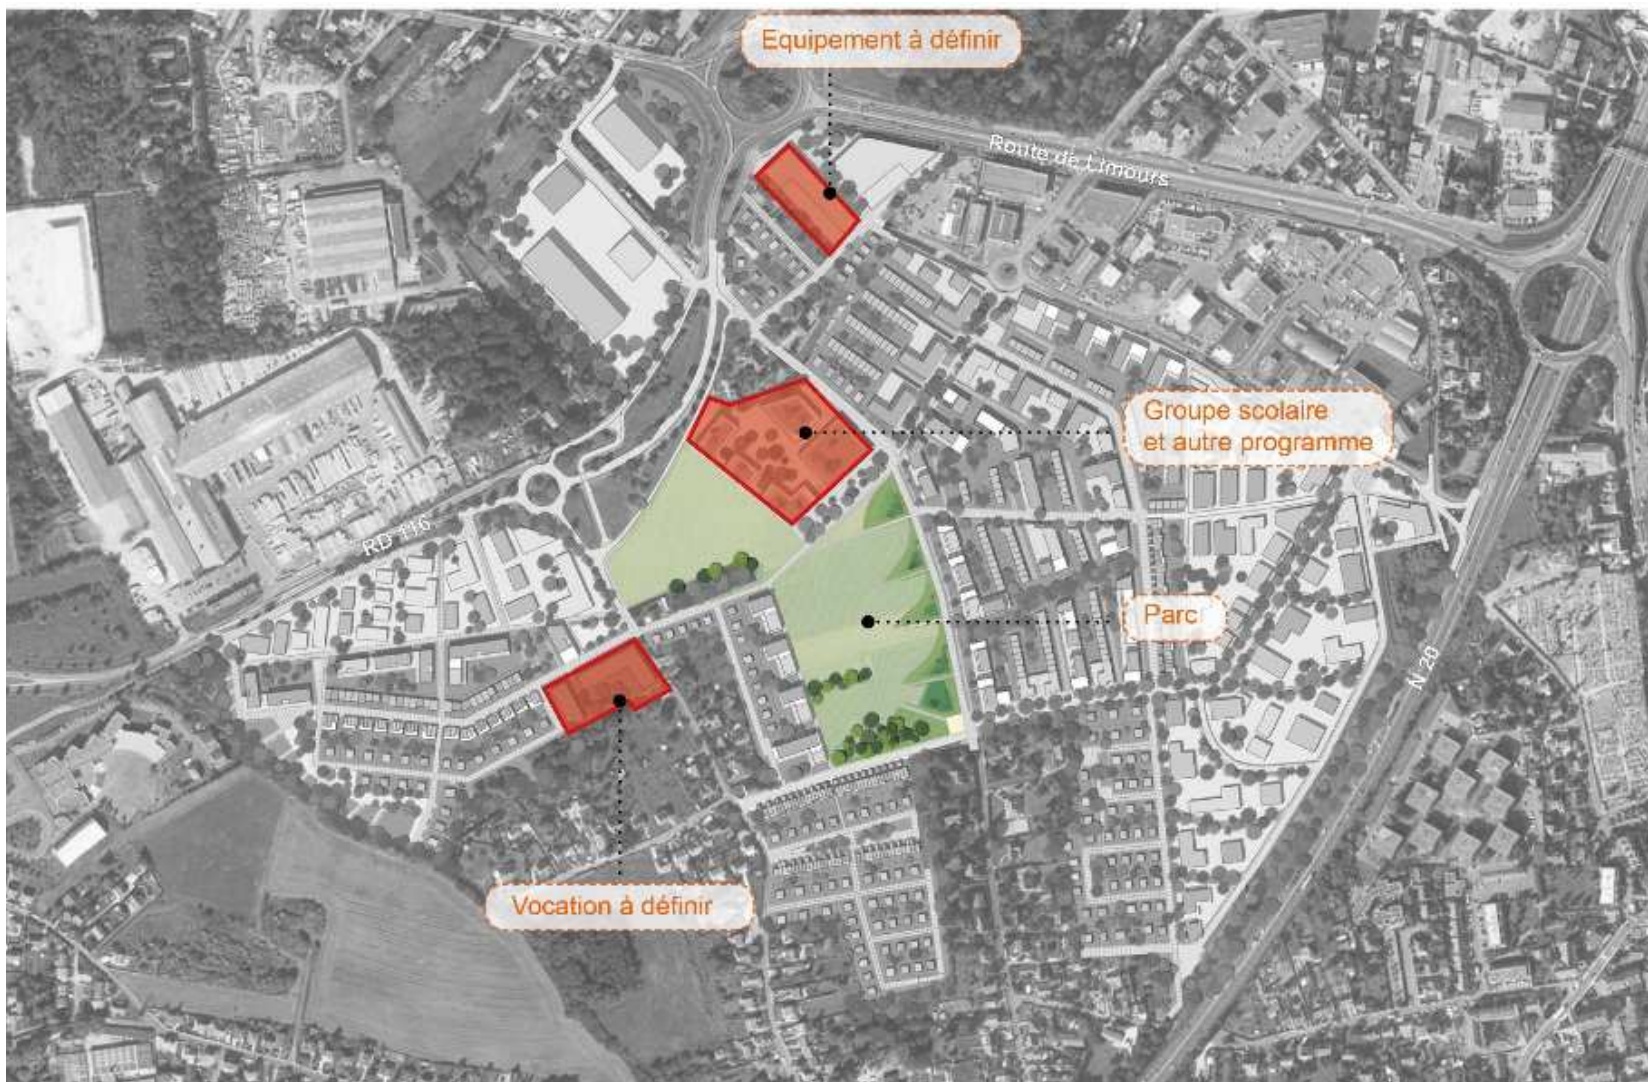 Equipement à définir
Route de Limours
Groupe scolaire
et autre programme
RD 116
Parc
N 20
Vocation à définir